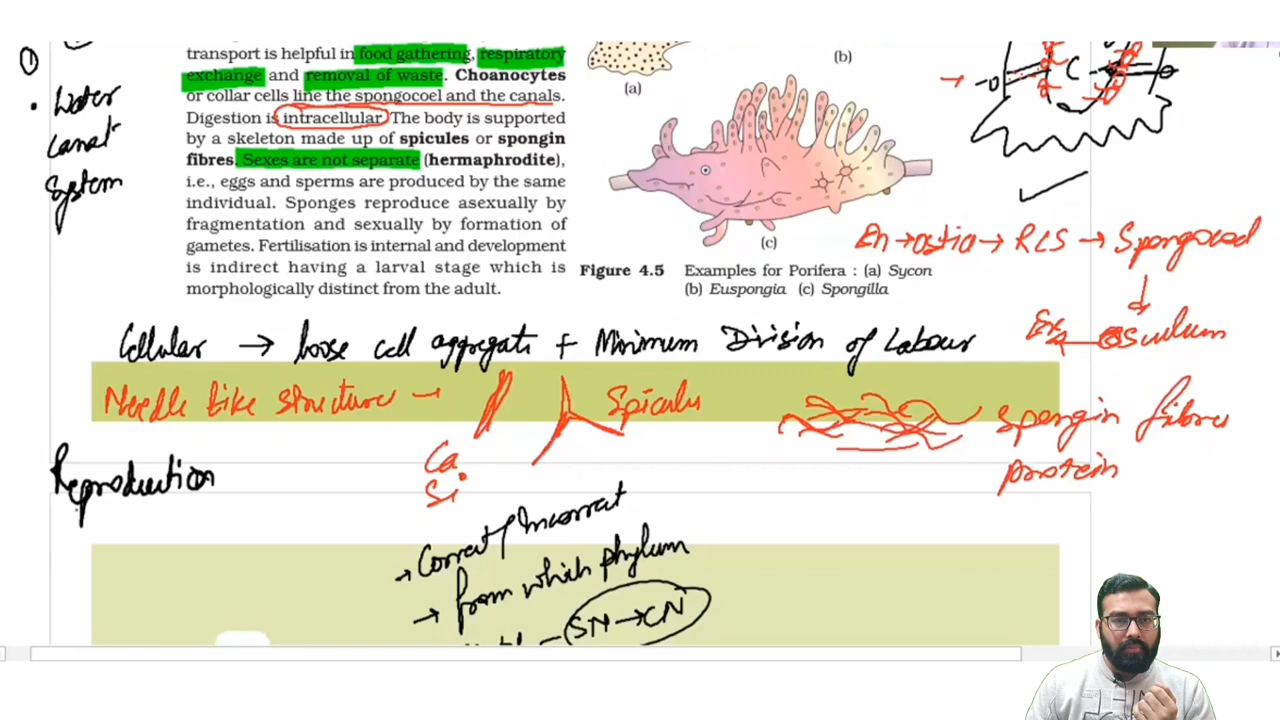 transport is helpful in food gathering, respiratory
exchange and removal of waste. Choanocytes
or collar cells line the spongocoel and the canals.
Digestion is intracellular. The body is supported
by a skeleton made up of spicules or spongin
fibres. Sexes are not separate (hermaphrodite),
i.e., eggs and sperms are produced by the same
individual. Sponges reproduce asexually by
fragmentation and sexually by formation of
gametes. Fertilisation is internal and development
is indirect having a larval stage which is
morphologically distinct from the adult.
(a)
(b)
(c)
Figure 4.5 Examples for Porifera : (a) Sycon
(b) Euspongia (c) Spongilla
①
• Water
canal
System
C
En → ostia → RCS → Spongocoel
↓
Ex ← Osculum
Cellular → loose cell aggregate + Minimum Division of Labour
Needle like structure → Spicules
Ca
Si
spongin fibres
protein
Reproduction
→ Correct / Incorrect
→ from which phylum
– SN → CN